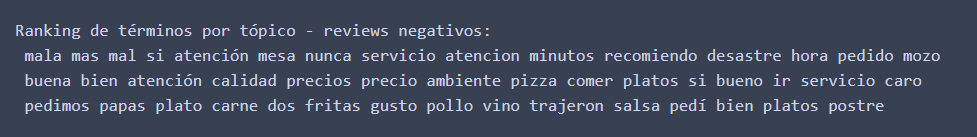 Ranking de términos por tópico - reviews negativos:
mala mas mal si atención mesa nunca servicio atencion minutos recomiendo desastre hora pedido mozo
buena bien atención calidad precios precio ambiente pizza comer platos si bueno ir servicio caro
pedimos papas plato carne dos fritas gusto pollo vino trajeron salsa pedí bien platos postre